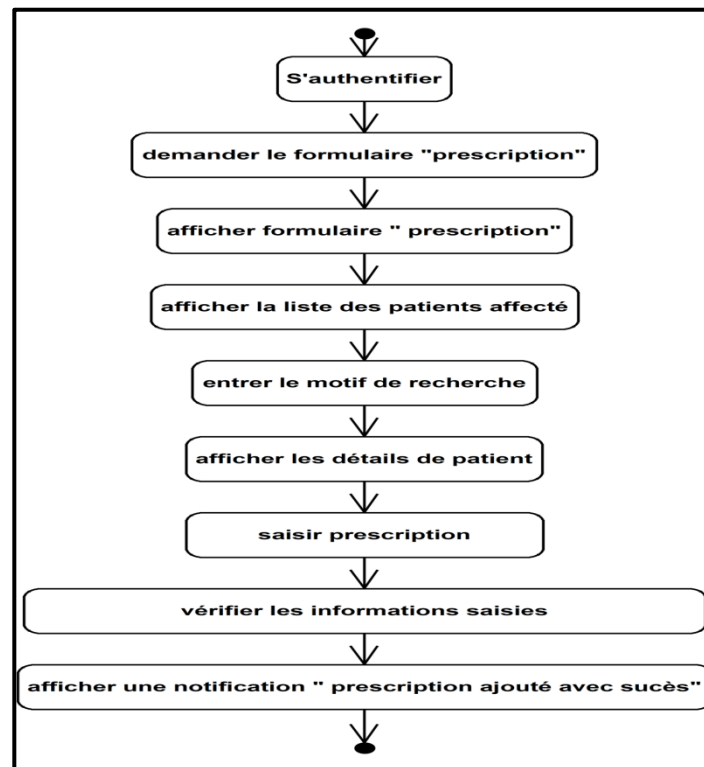 S'authentifier
demander le formulaire "prescription"
afficher formulaire " prescription"
afficher la liste des patients affecté
entrer le motif de recherche
afficher les détails de patient
saisir prescription
vérifier les informations saisies
afficher une notification " prescription ajouté avec sucès"